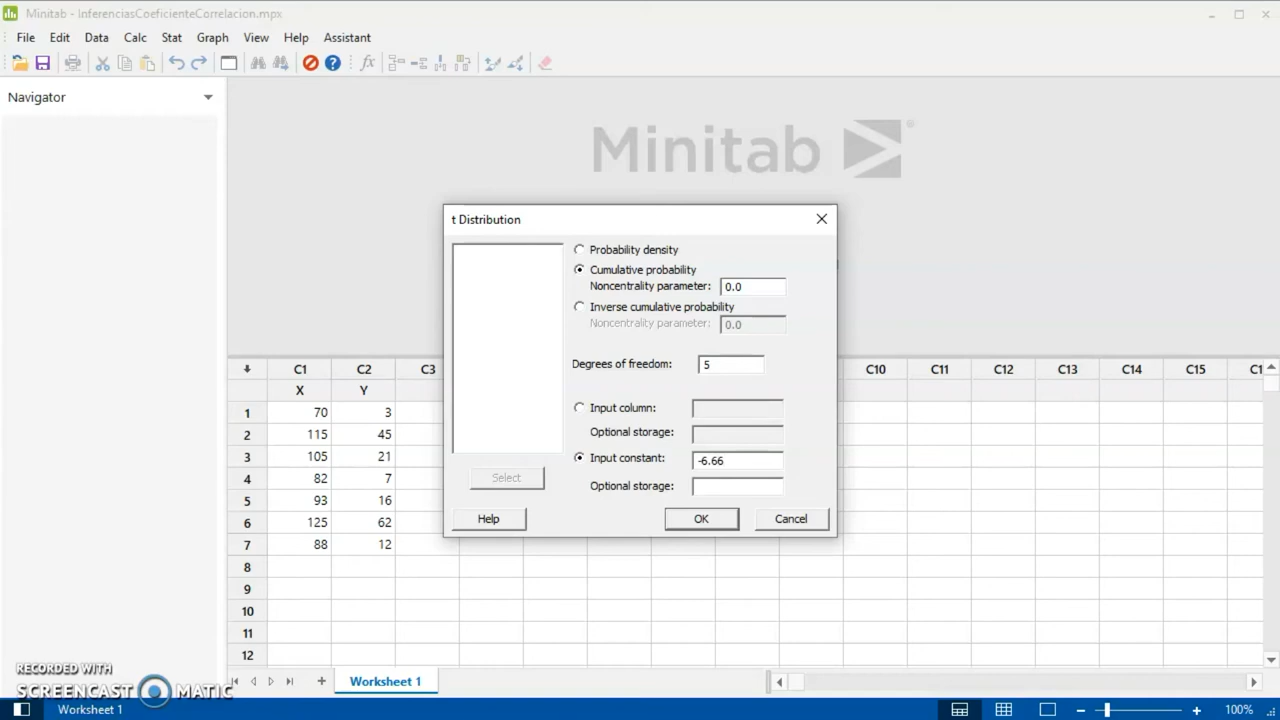 Minitab - InferenciasCoeficienteCorrelacion.mpx
File Edit Data Calc Stat Graph View Help Assistant
Navigator
Minitab
t Distribution
Probability density
Cumulative probability
Noncentrality parameter: 0.0
Inverse cumulative probability
Noncentrality parameter: 0.0
Degrees of freedom: 5
Input column:
Optional storage:
Input constant: -6.66
Optional storage:
Select
Help OK Cancel
C1 C2 C3 C10 C11 C12 C13 C14 C15
X Y
1 70 3
2 115 45
3 105 21
4 82 7
5 93 16
6 125 62
7 88 12
8
9
10
11
12
Worksheet 1
RECORDED WITH
SCREENCAST MATIC
Worksheet 1 100%